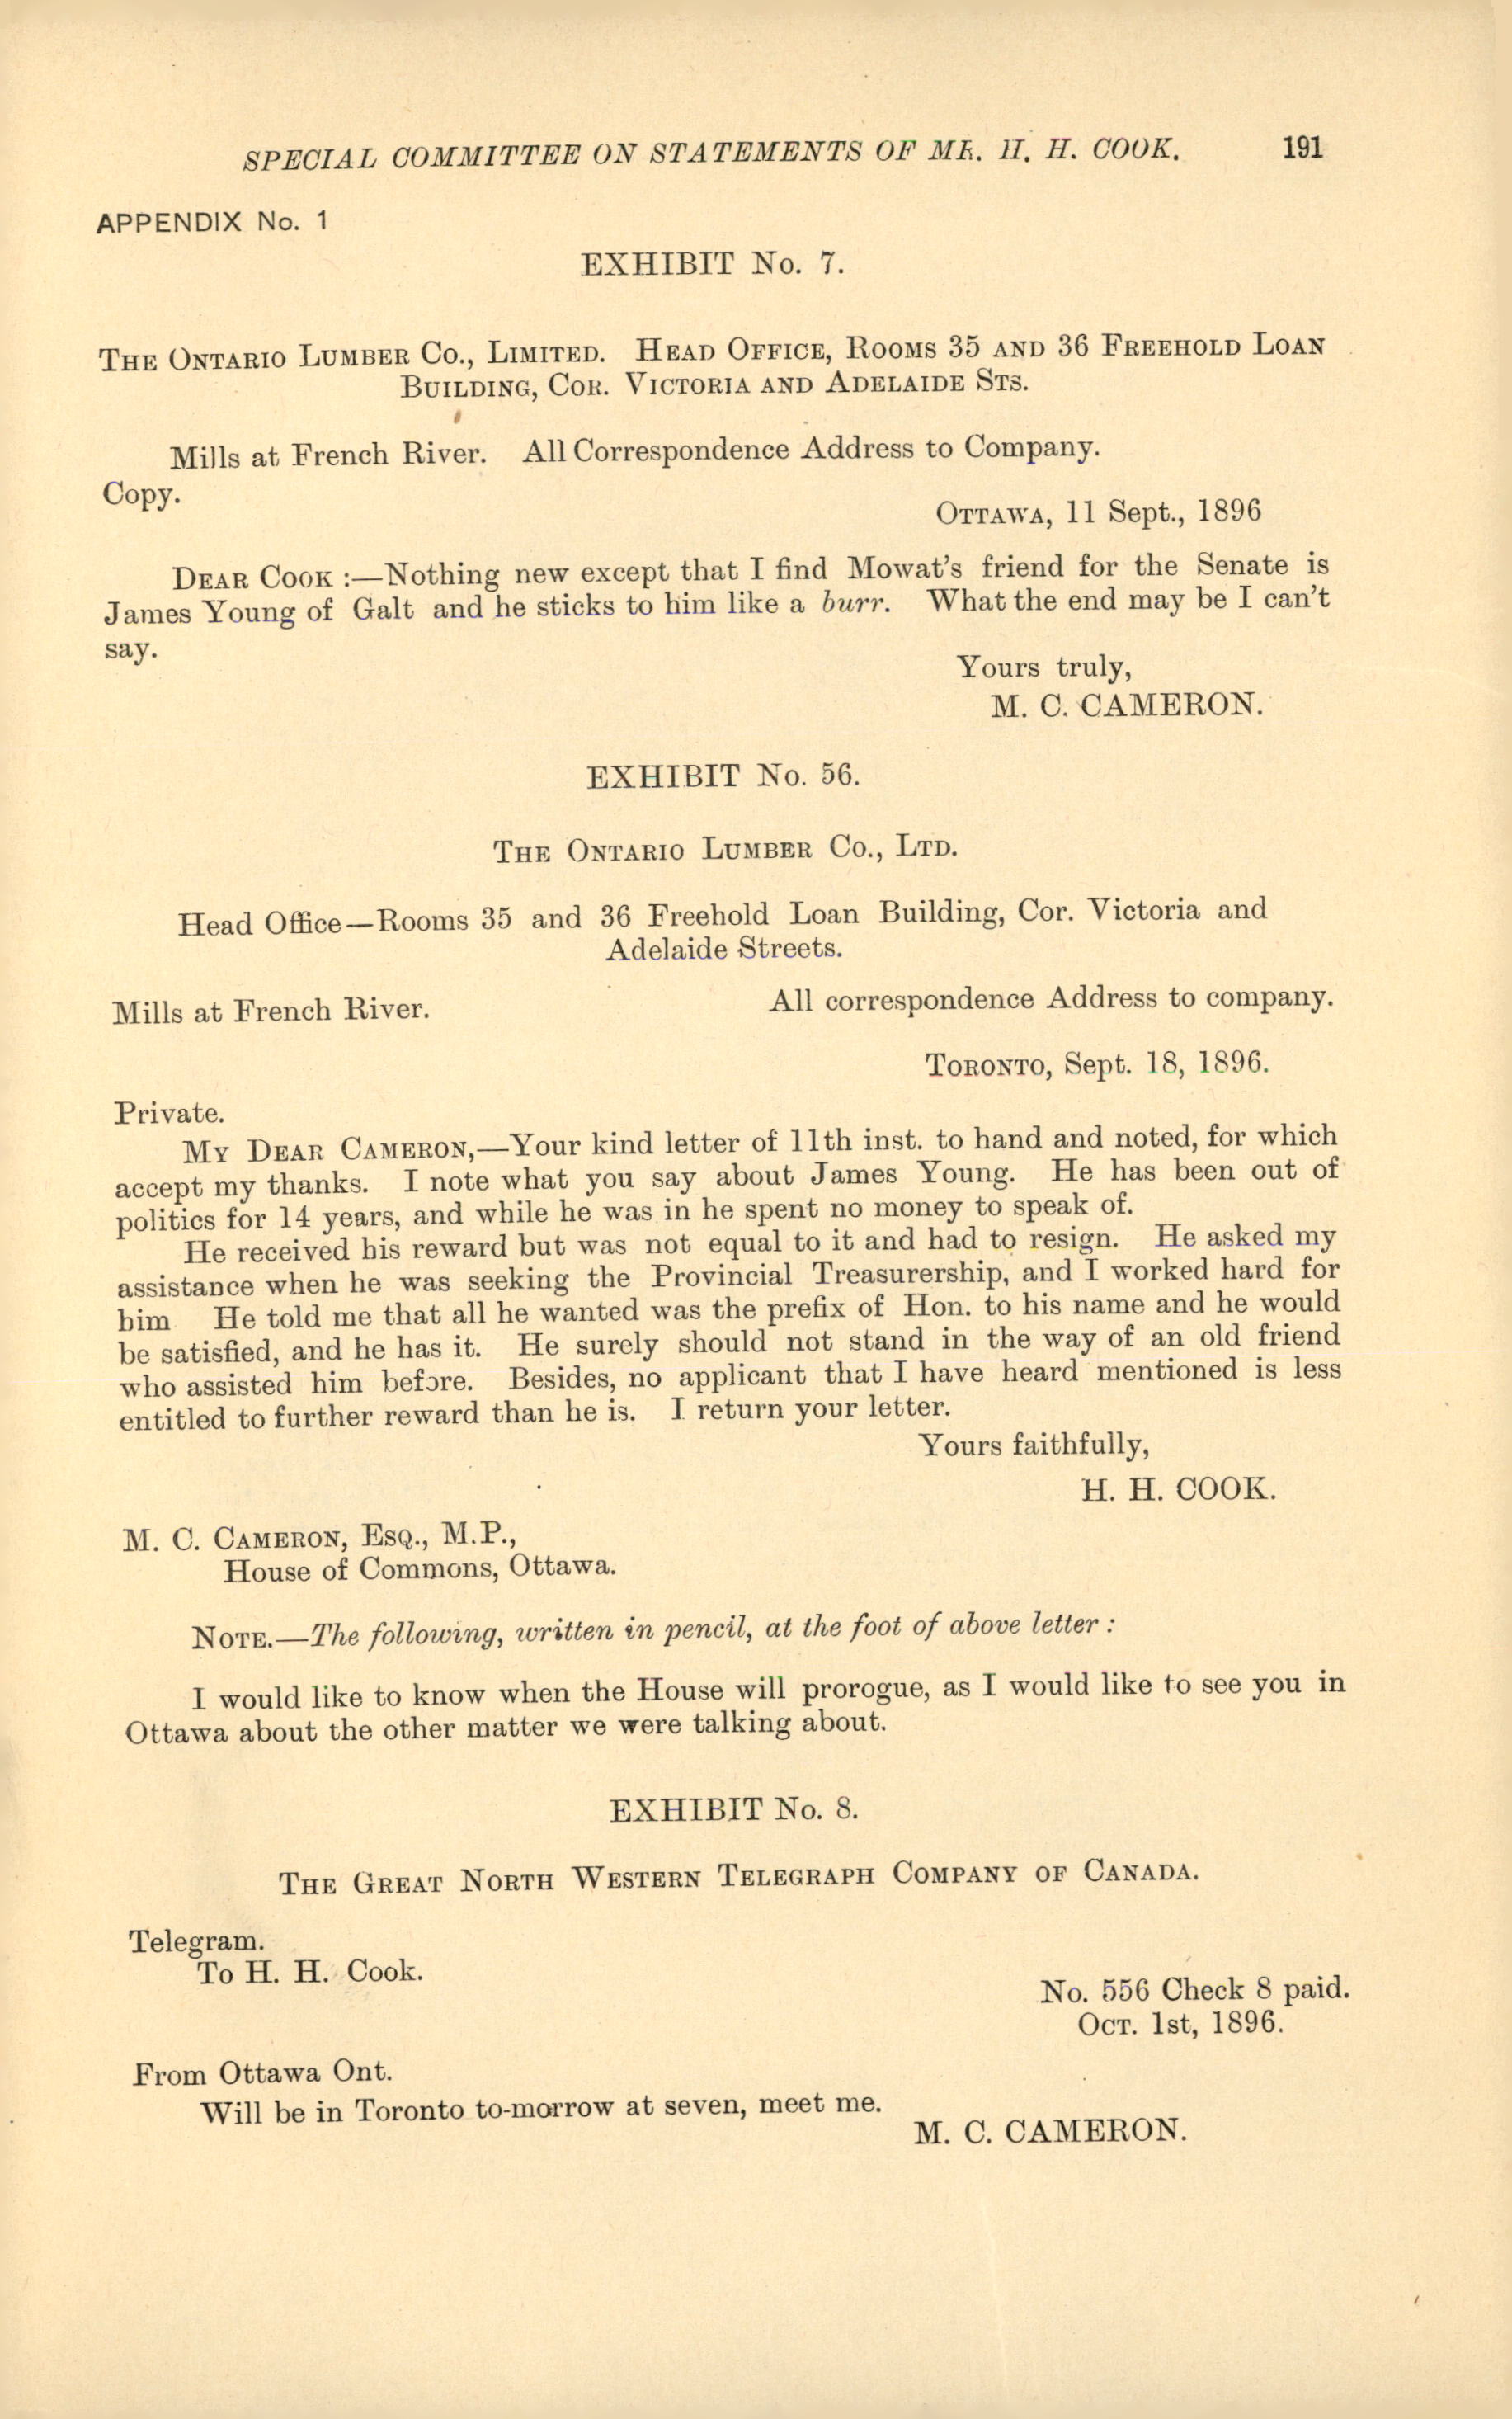 SPECIAL COMMITTEE ON STATEMENTS OF MR. H. H. COOK. 191
APPENDIX No. 1
EXHIBIT No. 7.
THE ONTARIO LUMBER CO., LIMITED. HEAD OFFICE, ROOMS 35 AND 36 FREEHOLD LOAN
BUILDING, COR. VICTORIA AND ADELAIDE STS.
Mills at French River. All Correspondence Address to Company.
Copy.
OTTAWA, 11 Sept., 1896
DEAR COOK :—Nothing new except that I find Mowat's friend for the Senate is
James Young of Galt and he sticks to him like a burr. What the end may be I can't
say.
Yours truly,
M. C. CAMERON.
EXHIBIT No. 56.
THE ONTARIO LUMBER CO., LTD.
Head Office—Rooms 35 and 36 Freehold Loan Building, Cor. Victoria and
Adelaide Streets.
Mills at French River. All correspondence Address to company.
TORONTO, Sept. 18, 1896.
Private.
MY DEAR CAMERON,—Your kind letter of 11th inst. to hand and noted, for which
accept my thanks. I note what you say about James Young. He has been out of
politics for 14 years, and while he was in he spent no money to speak of.
He received his reward but was not equal to it and had to resign. He asked my
assistance when he was seeking the Provincial Treasurership, and I worked hard for
him He told me that all he wanted was the prefix of Hon. to his name and he would
be satisfied, and he has it. He surely should not stand in the way of an old friend
who assisted him before. Besides, no applicant that I have heard mentioned is less
entitled to further reward than he is. I return your letter.
Yours faithfully,
H. H. COOK.
M. C. CAMERON, ESQ., M.P.,
House of Commons, Ottawa.
NOTE.—The following, written in pencil, at the foot of above letter :
I would like to know when the House will prorogue, as I would like to see you in
Ottawa about the other matter we were talking about.
EXHIBIT No. 8.
THE GREAT NORTH WESTERN TELEGRAPH COMPANY OF CANADA.
Telegram.
To H. H. Cook.
No. 556 Check 8 paid.
OCT. 1st, 1896.
From Ottawa Ont.
Will be in Toronto to-morrow at seven, meet me.
M. C. CAMERON.